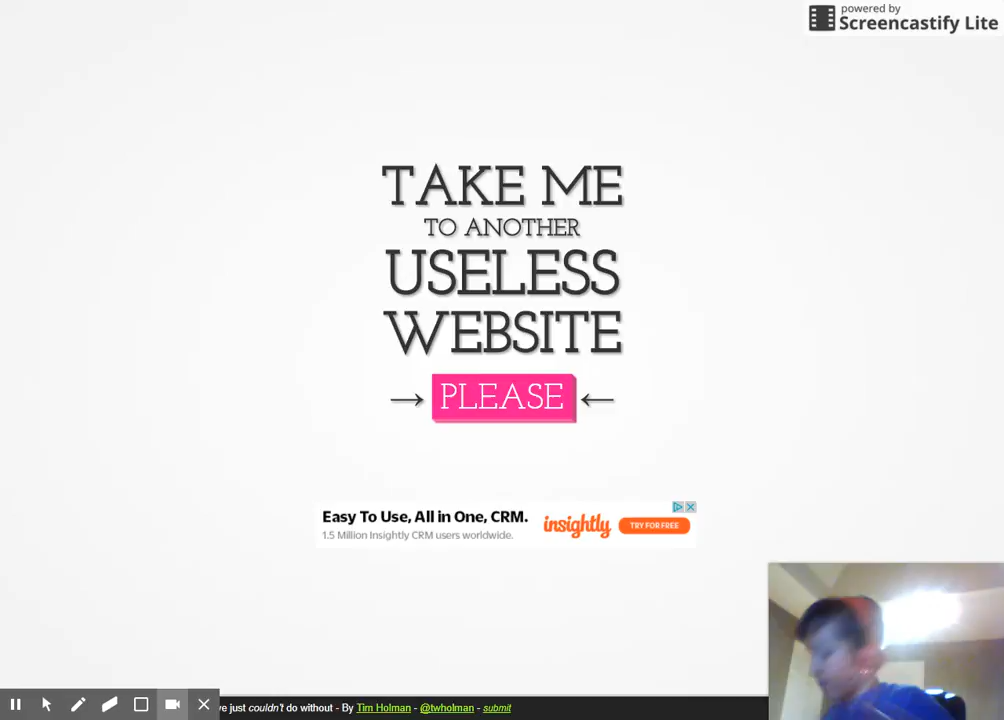 powered by
Screencastify Lite
TAKE ME
TO ANOTHER
USELESS
WEBSITE
→ PLEASE ←
Easy To Use, All in One, CRM.
1.5 Million Insightly CRM users worldwide.
insightly
TRY FOR FREE
just couldn't do without - By Tim Holman - @twholman - submit